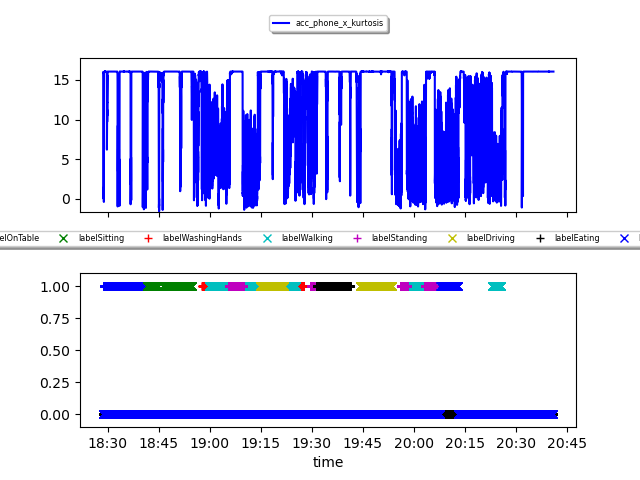 acc_phone_x_kurtosis
15
10
5
0
elOnTable labelSitting labelWashingHands labelWalking labelStanding labelDriving labelEating
1.00
0.75
0.50
0.25
0.00
18:30 18:45 19:00 19:15 19:30 19:45 20:00 20:15 20:30 20:45
time